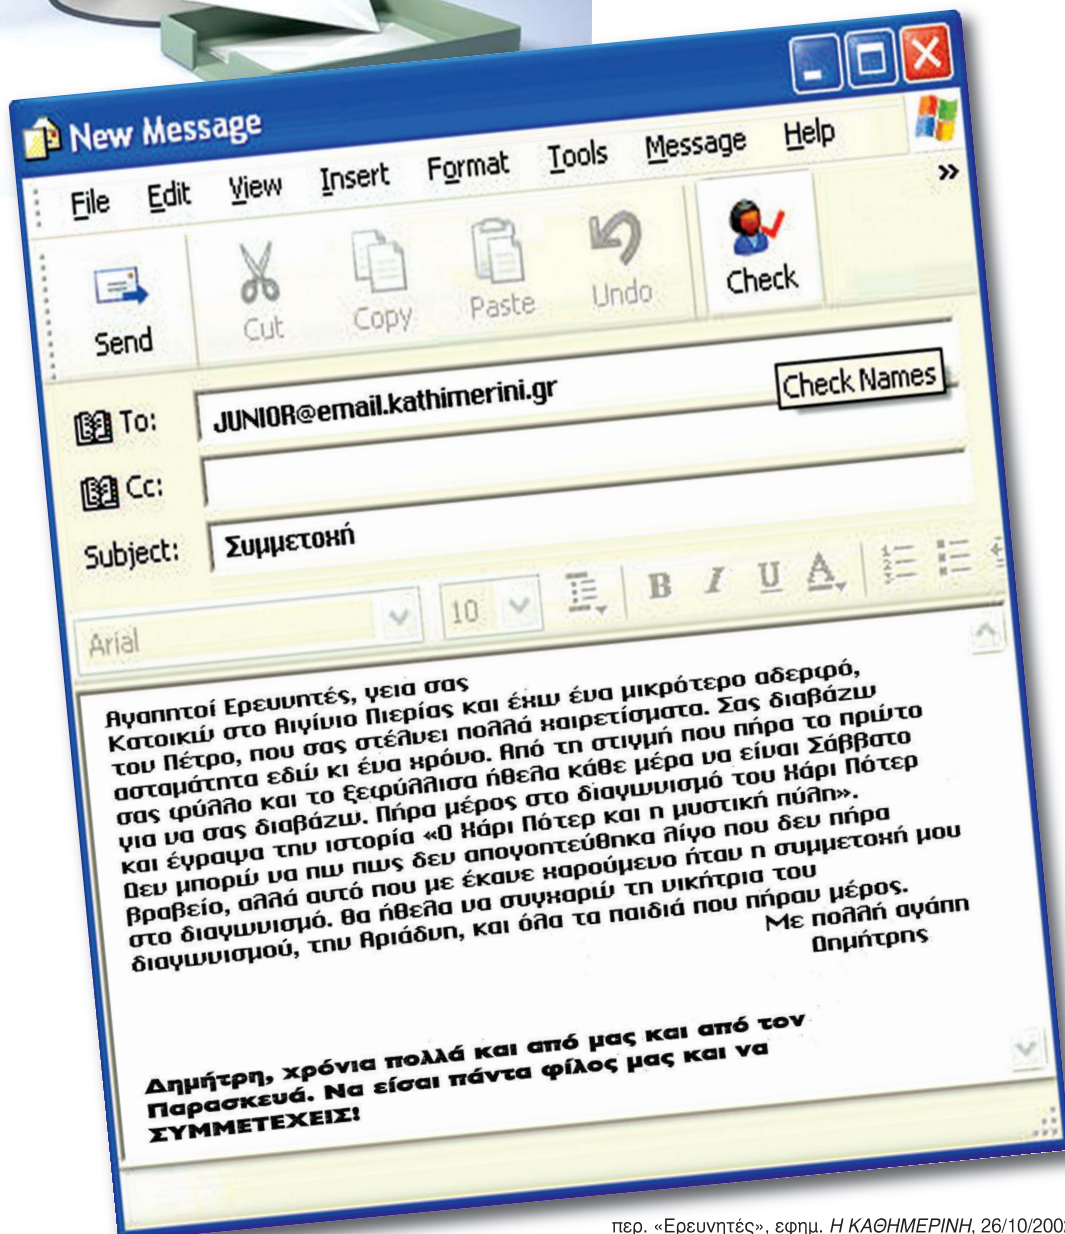 New Message
File Edit View Insert Format Tools Message Help
»
Send Cut Copy Paste Undo Check
Check Names
To: JUNIOR@email.kathimerini.gr
Cc:
Subject: Συμμετοχή
Arial 10 B I U A
Αγαπητοί Ερευνητές, γεια σας
Κατοικώ στο Αιγίνιο Πιερίας και έχω ένα μικρότερο αδερφό,
τον Πέτρο, που σας στέλνει πολλά χαιρετίσματα. Σας διαβάζω
ασταμάτητα εδώ κι ένα χρόνο. Από τη στιγμή που πήρα το πρώτο
σας φύλλο και το ξεφύλλισα ήθελα κάθε μέρα να είναι Σάββατο
για να σας διαβάζω. Πήρα μέρος στο διαγωνισμό του Χάρι Πότερ
και έγραψα την ιστορία «Ο Χάρι Πότερ και η μυστική πύλη».
Δεν μπορώ να πω πως δεν απογοητεύθηκα λίγο που δεν πήρα
βραβείο, αλλά αυτό που με έκανε χαρούμενο ήταν η συμμετοχή μου
στο διαγωνισμό. Θα ήθελα να συγχαρώ τη νικήτρια του
διαγωνισμού, την Αριάδνη, και όλα τα παιδιά που πήραν μέρος.
Με πολλή αγάπη
Δημήτρης
Δημήτρη, χρόνια πολλά και από μας και από τον
Παρασκευά. Να είσαι πάντα φίλος μας και να
ΣΥΜΜΕΤΕΧΕΙΣ!
περ. «Ερευνητές», εφημ. Η ΚΑΘΗΜΕΡΙΝΗ, 26/10/2002